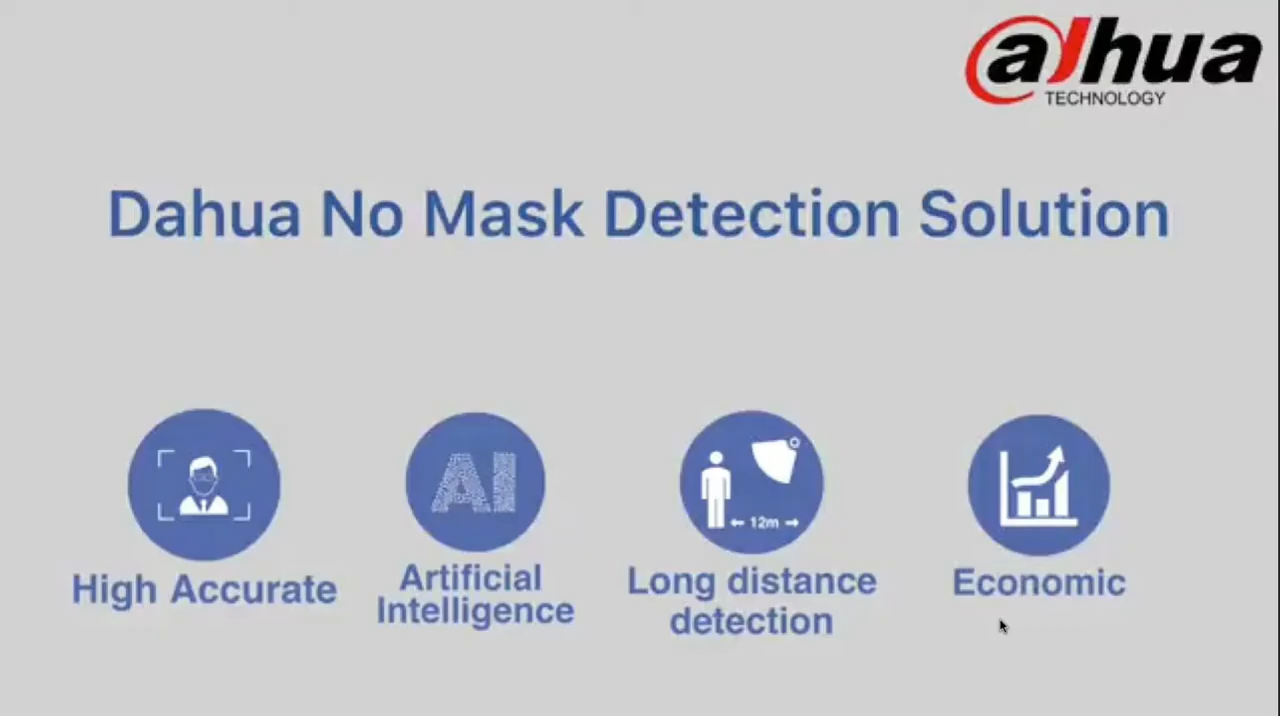 alhua
TECHNOLOGY
Dahua No Mask Detection Solution
AI
12m
High Accurate
Artificial
Intelligence
Long distance
detection
Economic